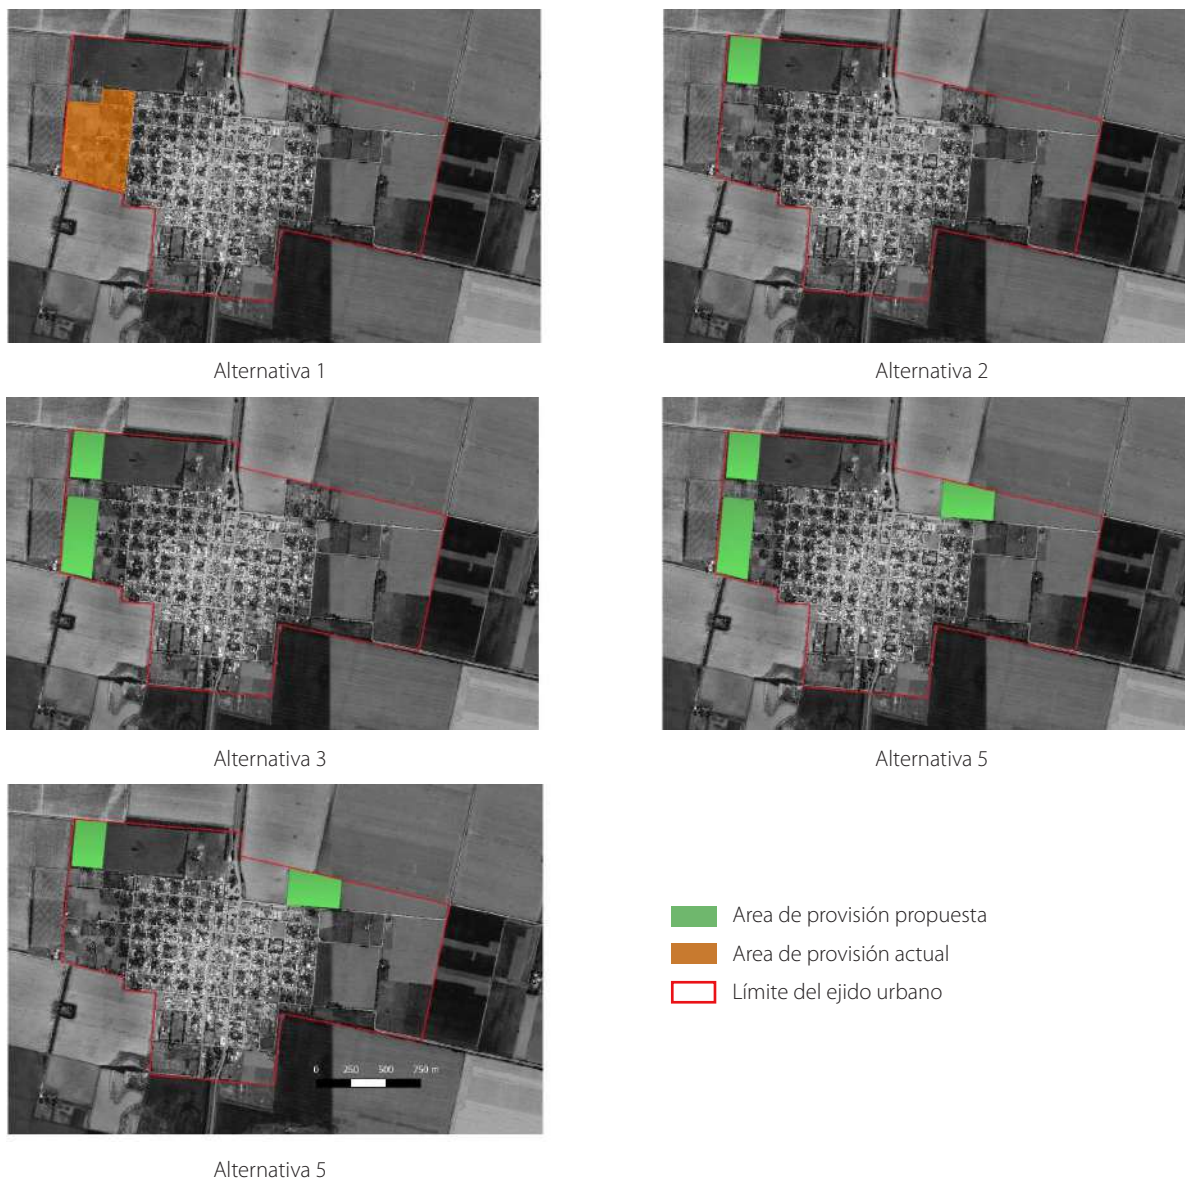 Alternativa 1
Alternativa 2
Alternativa 3
Alternativa 5
0 250 500 750 m
Alternativa 5
Area de provisión propuesta
Area de provisión actual
Límite del ejido urbano